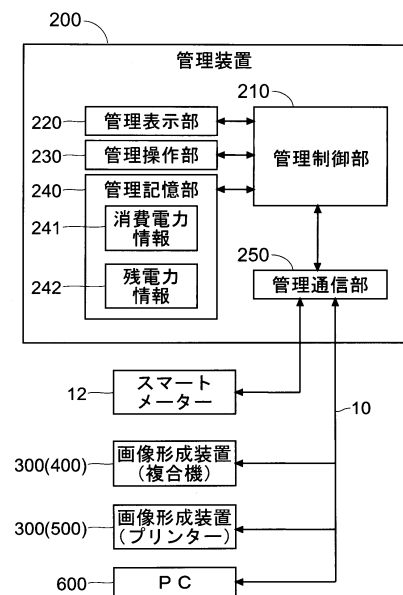 200
管理装置
210
220
管理表示部
230
管理操作部
管理制御部
240
管理記憶部
241
消費電力
情報
242
残電力
情報
250
管理通信部
12
スマート
メーター
10
300(400)
画像形成装置
(複合機)
300(500)
画像形成装置
(プリンター)
600
PC